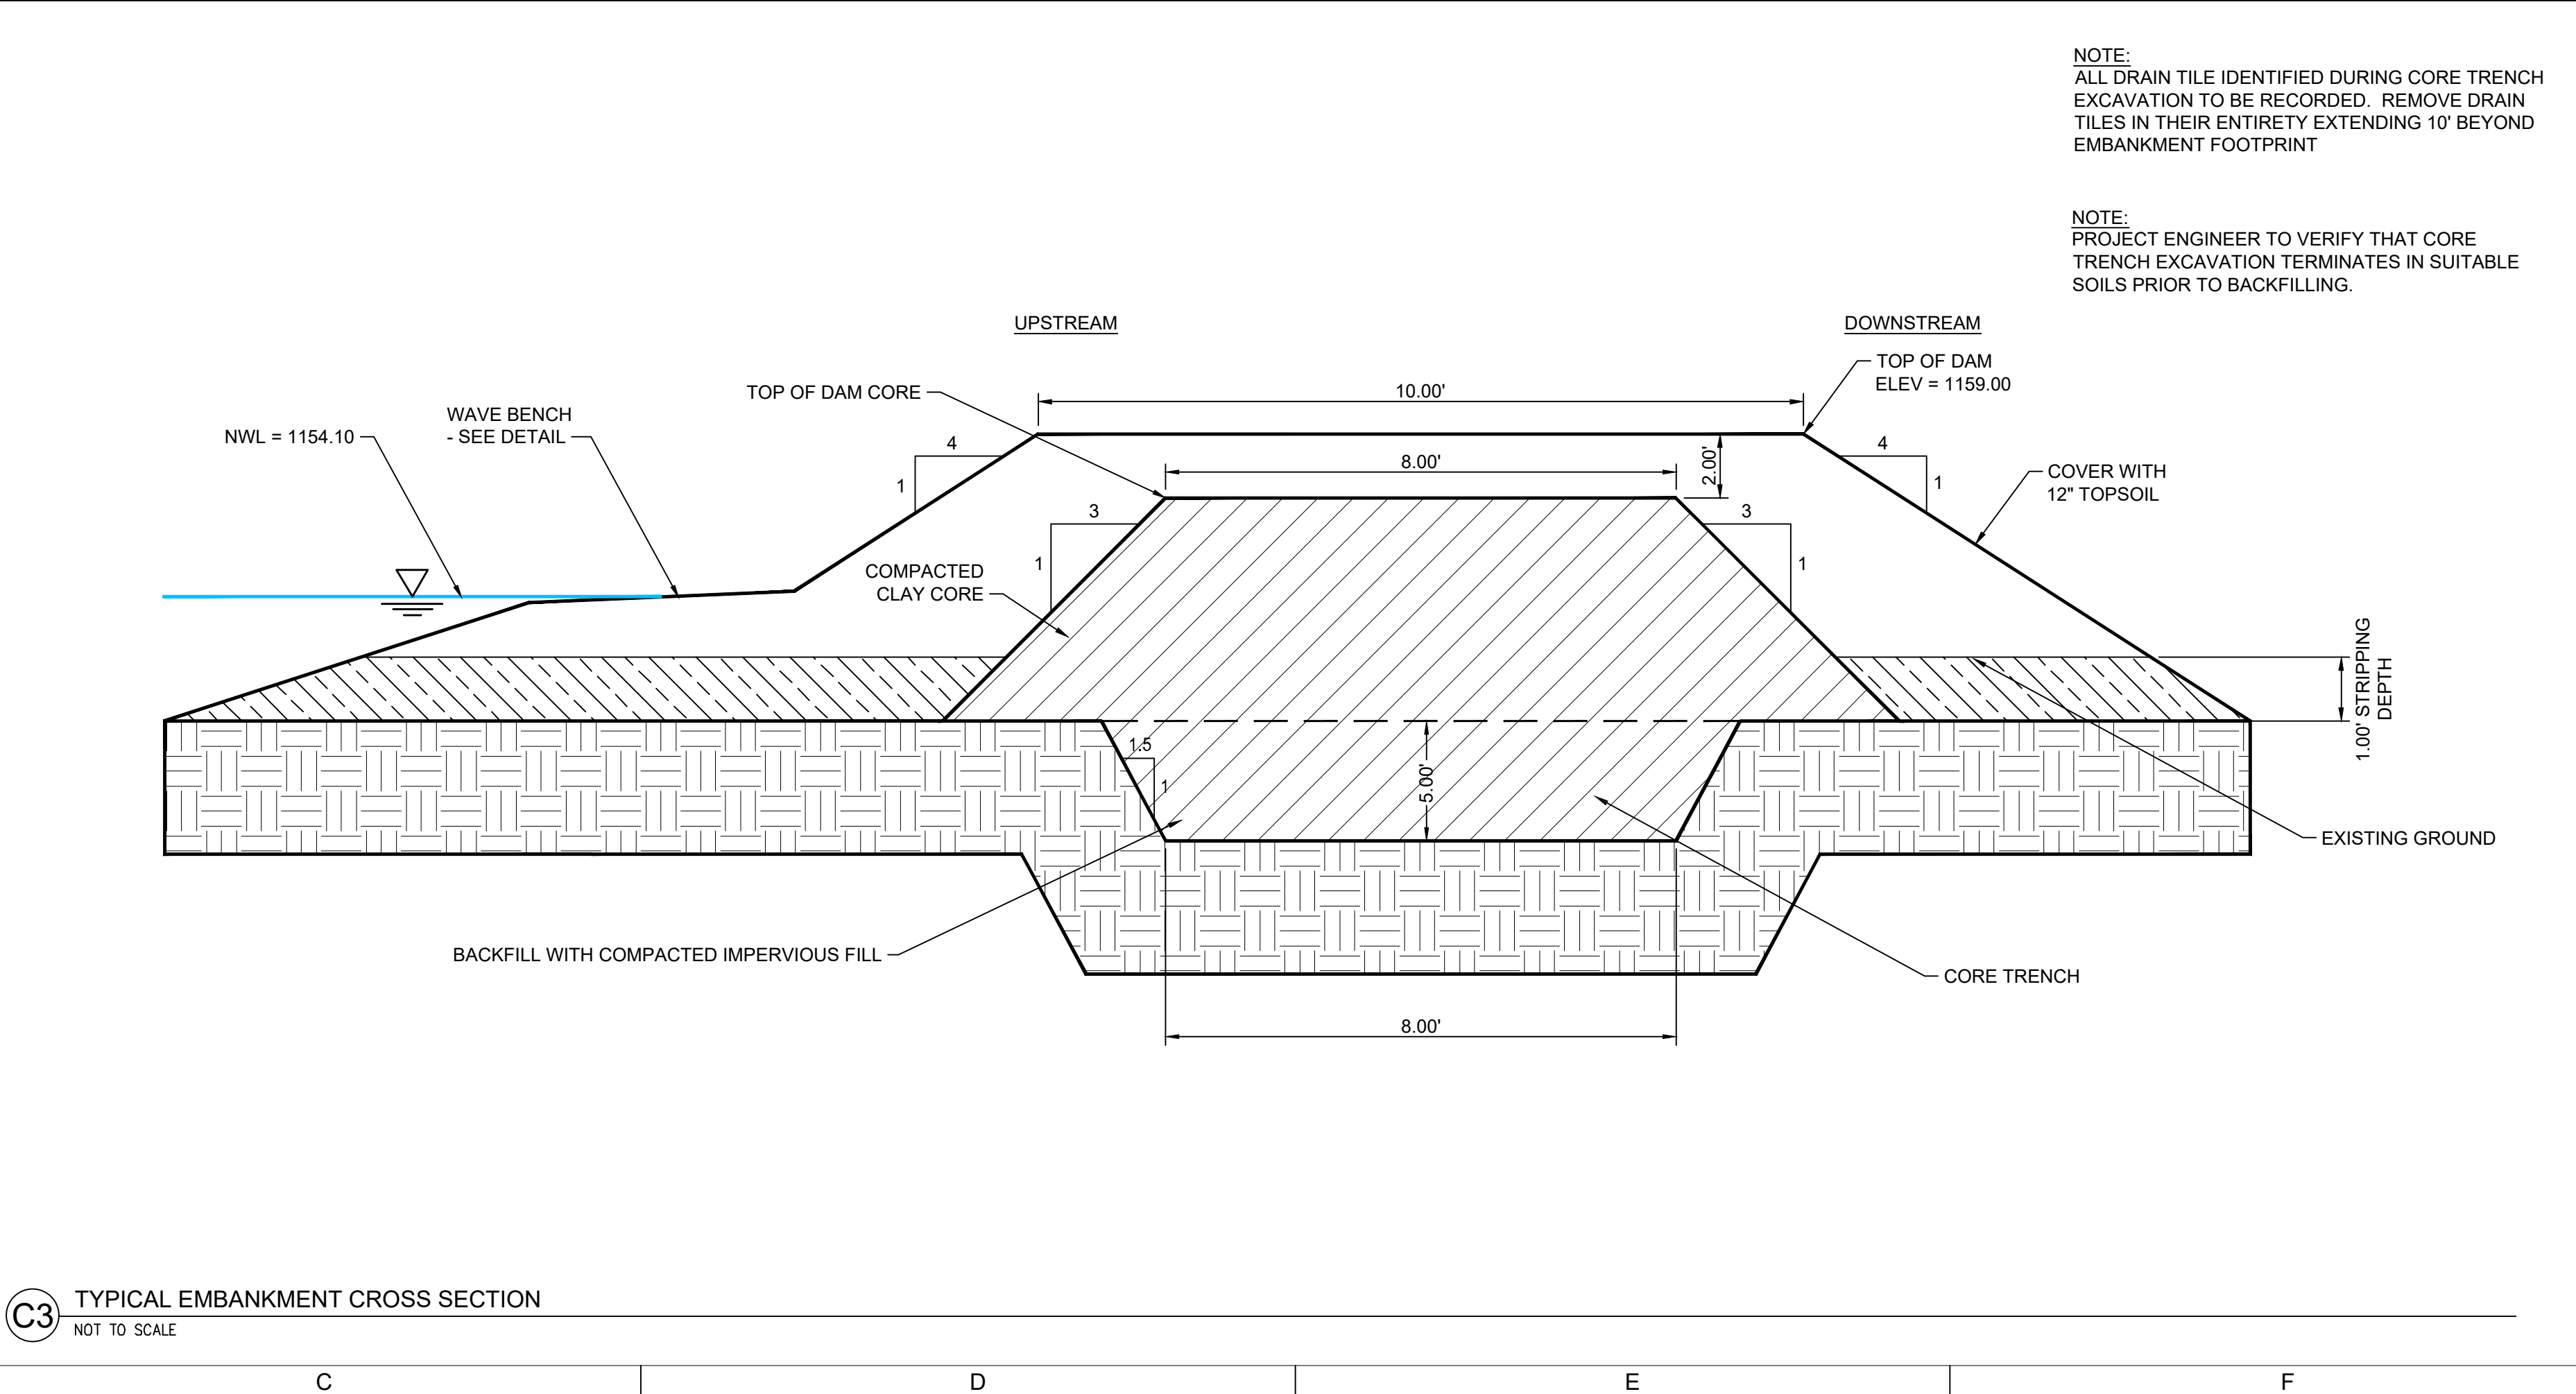 NOTE:
ALL DRAIN TILE IDENTIFIED DURING CORE TRENCH
EXCAVATION TO BE RECORDED.  REMOVE DRAIN
TILES IN THEIR ENTIRETY EXTENDING 10' BEYOND
EMBANKMENT FOOTPRINT
NOTE:
PROJECT ENGINEER TO VERIFY THAT CORE
TRENCH EXCAVATION TERMINATES IN SUITABLE
SOILS PRIOR TO BACKFILLING.
UPSTREAM
DOWNSTREAM
TOP OF DAM
ELEV = 1159.00
TOP OF DAM CORE
10.00'
WAVE BENCH
- SEE DETAIL
NWL = 1154.10
4
1
8.00'
2.00'
4
1
COVER WITH
12" TOPSOIL
3
1
3
1
COMPACTED
CLAY CORE
1.00' STRIPPING
DEPTH
1.5
1
5.00'
EXISTING GROUND
BACKFILL WITH COMPACTED IMPERVIOUS FILL
CORE TRENCH
8.00'
C3
TYPICAL EMBANKMENT CROSS SECTION
NOT TO SCALE
C
D
E
F